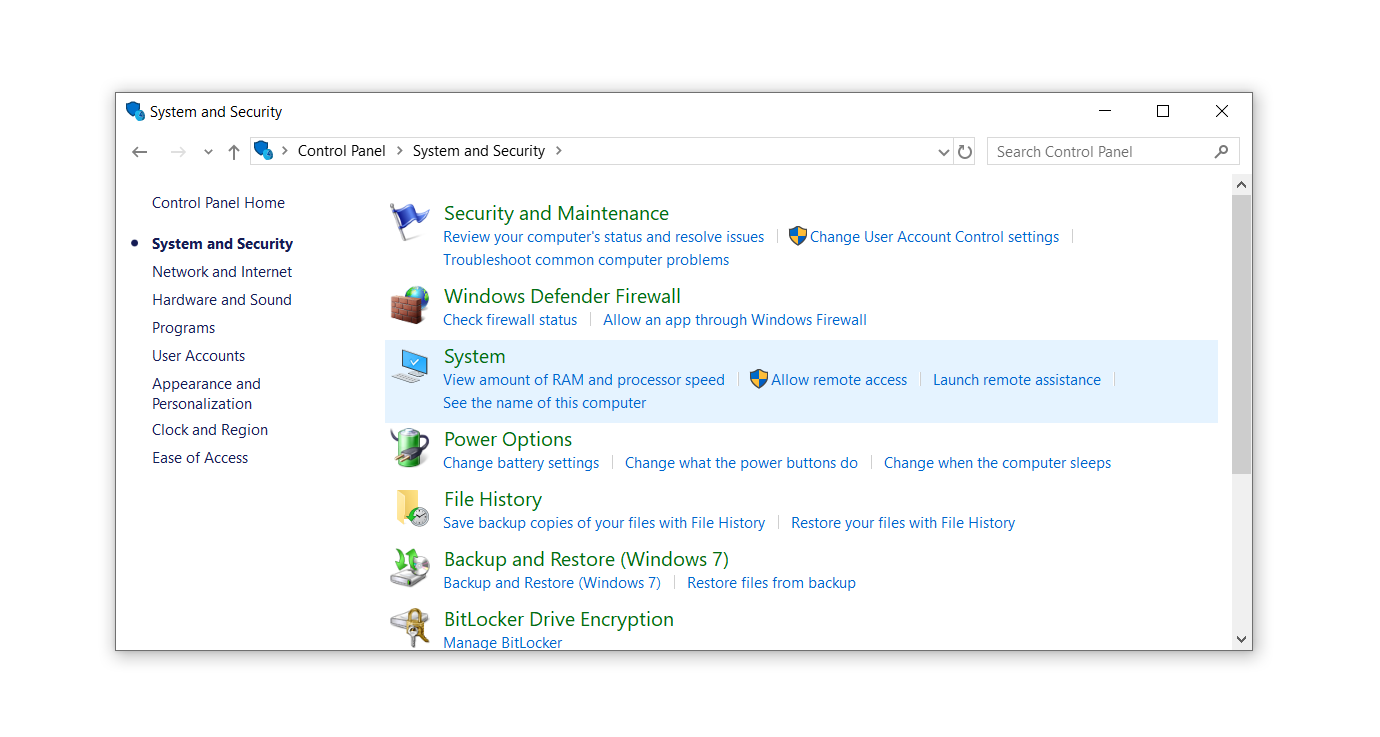 System and Security
Control Panel System and Security
Search Control Panel
Control Panel Home
System and Security
Network and Internet
Hardware and Sound
Programs
User Accounts
Appearance and
Personalization
Clock and Region
Ease of Access
Security and Maintenance
Review your computer's status and resolve issues Change User Account Control settings
Troubleshoot common computer problems
Windows Defender Firewall
Check firewall status Allow an app through Windows Firewall
System
View amount of RAM and processor speed Allow remote access Launch remote assistance
See the name of this computer
Power Options
Change battery settings Change what the power buttons do Change when the computer sleeps
File History
Save backup copies of your files with File History Restore your files with File History
Backup and Restore (Windows 7)
Backup and Restore (Windows 7) Restore files from backup
BitLocker Drive Encryption
Manage BitLocker